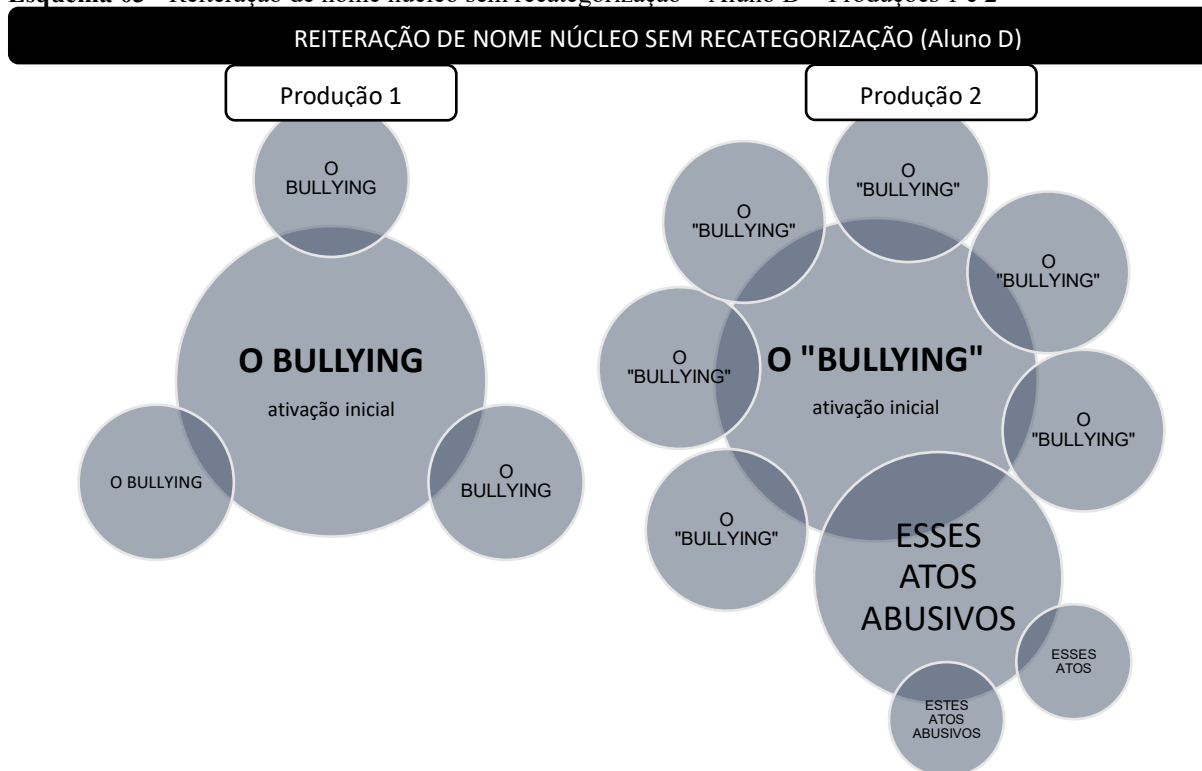 Esquema 03 - Reiteração de nome núcleo sem recategorização – Aluno D – Produções 1 e 2
REITERAÇÃO DE NOME NÚCLEO SEM RECATEGORIZAÇÃO (Aluno D)
Produção 1
O
BULLYING
O BULLYING
ativação inicial
O BULLYING
O
BULLYING
Produção 2
O
"BULLYING"
O
"BULLYING"
O
"BULLYING"
O
"BULLYING"
O "BULLYING"
ativação inicial
O
"BULLYING"
O
"BULLYING"
ESSES
ATOS
ABUSIVOS
ESSES
ATOS
ESTES
ATOS
ABUSIVOS